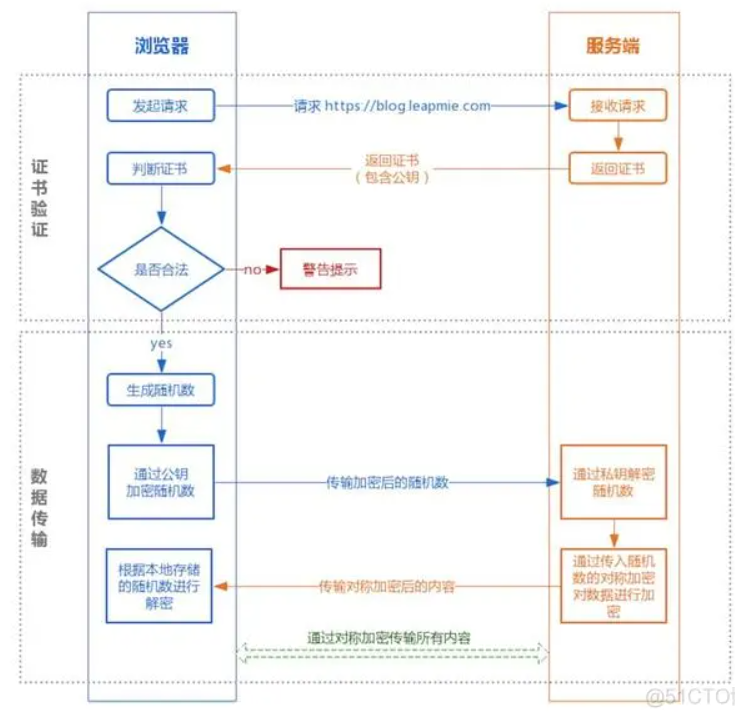 浏览器
服务端
证书验证
发起请求
请求 https://blog.leapmie.com
接收请求
判断证书
返回证书
（包含公钥）
返回证书
是否合法
no
警告提示
yes
数据传输
生成随机数
通过公钥
加密随机数
传输加密后的随机数
通过私钥解密
随机数
根据本地存储
的随机数进行
解密
传输对称加密后的内容
通过传入随机
数的对称加密
对数据进行加
密
通过对称加密传输所有内容